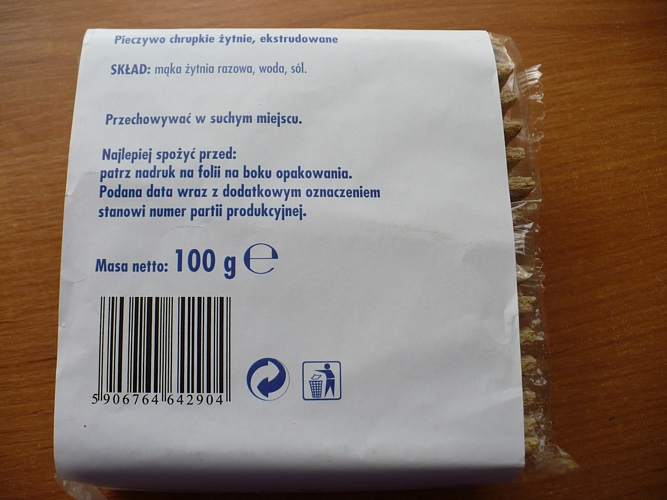 Pieczywo chrupkie żytnie, ekstrudowane
SKŁAD: mąka żytnia razowa, woda, sól.
Przechowywać w suchym miejscu.
Najlepiej spożyć przed:
patrz nadruk na folii na boku opakowania.
Podana data wraz z dodatkowym oznaczeniem
stanowi numer partii produkcyjnej.
Masa netto: 100 g ℮
5 906764 642904